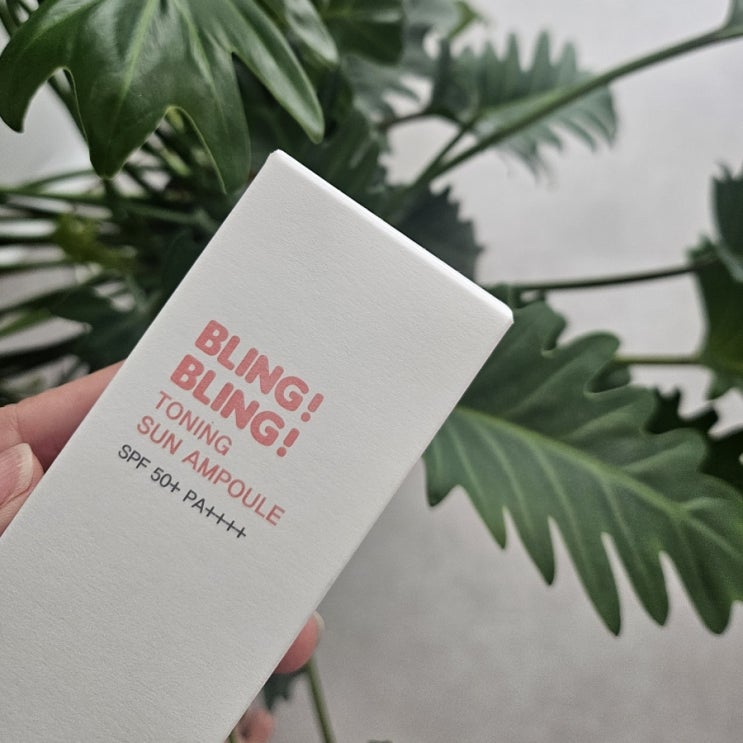 BLING!
BLING!
TONING
SUN AMPOULE
SPF 50+ PA++++